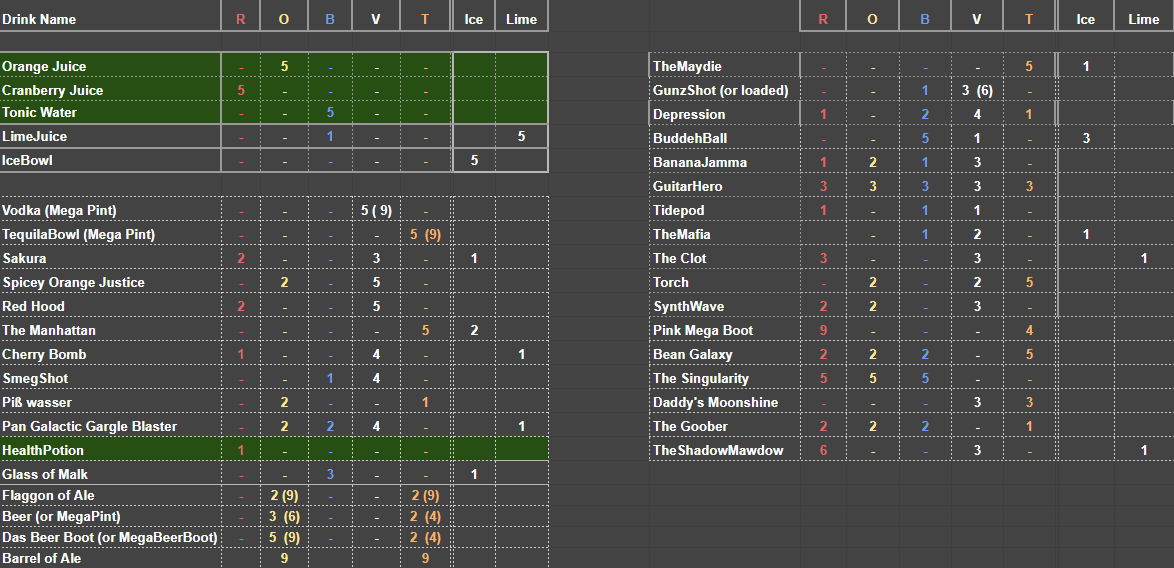 Drink Name R O B V T Ice Lime
Orange Juice - 5 - - -
Cranberry Juice 5 - - - -
Tonic Water - - 5 - -
LimeJuice - - 1 - - 5
IceBowl - - - - - 5
Vodka (Mega Pint) - - - 5 ( 9) -
TequilaBowl (Mega Pint) - - - - 5 (9)
Sakura 2 - - 3 - 1
Spicey Orange Justice - 2 - 5 -
Red Hood 2 - - 5 -
The Manhattan - - - - 5 2
Cherry Bomb 1 - - 4 - 1
SmegShot - - 1 4 -
Piß wasser - 2 - - 1
Pan Galactic Gargle Blaster - 2 2 4 - 1
HealthPotion 1 - - - -
Glass of Malk - - 3 - - 1
Flaggon of Ale - 2 (9) - - 2 (9)
Beer (or MegaPint) - 3 (6) - - 2 (4)
Das Beer Boot (or MegaBeerBoot) - 5 (9) - - 2 (4)
Barrel of Ale 9 9
R O B V T Ice Lime
TheMaydie - - - - 5 1
GunzShot (or loaded) - - 1 3 (6) -
Depression 1 - 2 4 1
BuddehBall - - 5 1 - 3
BananaJamma 1 2 1 3 -
GuitarHero 3 3 3 3 3
Tidepod 1 - 1 1 -
TheMafia - 1 2 - 1
The Clot 3 - - 3 - 1
Torch - 2 - 2 5
SynthWave 2 2 - 3 -
Pink Mega Boot 9 - - - 4
Bean Galaxy 2 2 2 - 5
The Singularity 5 5 5 - -
Daddy's Moonshine - - - 3 3
The Goober 2 2 2 - 1
TheShadowMawdow 6 - - 3 - 1